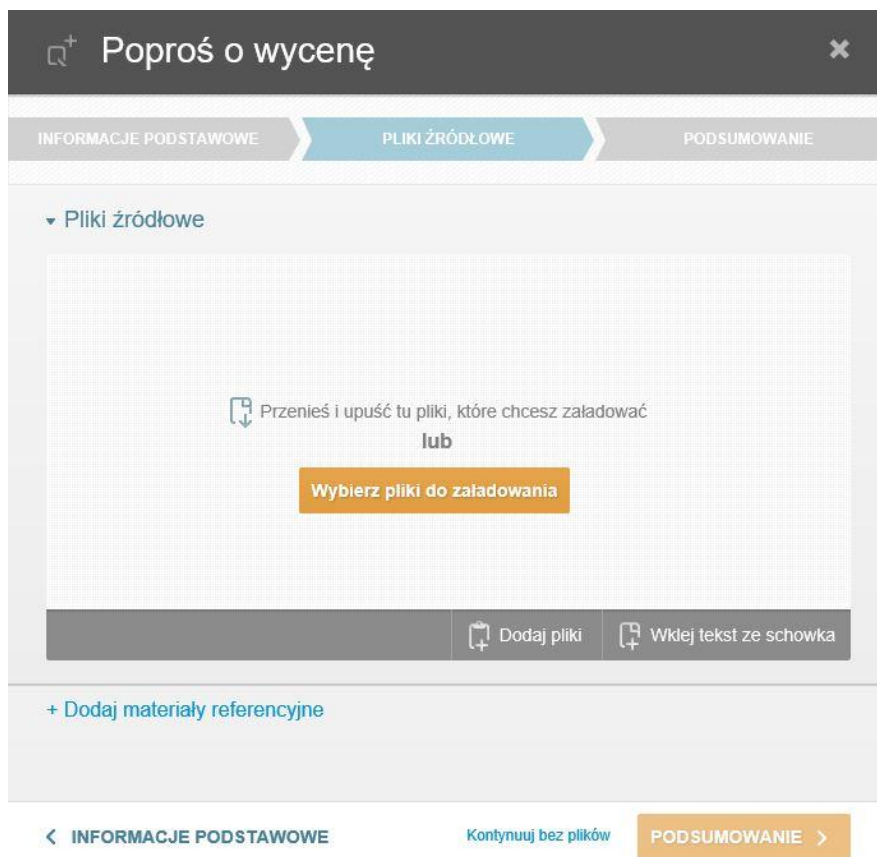 Poproś o wycenę
INFORMACJE PODSTAWOWE
PLIKI ŹRÓDŁOWE
PODSUMOWANIE
Pliki źródłowe
Przenieś i upuść tu pliki, które chcesz załadować
lub
Wybierz pliki do załadowania
Dodaj pliki
Wklej tekst ze schowka
+ Dodaj materiały referencyjne
INFORMACJE PODSTAWOWE
Kontynuuj bez plików
PODSUMOWANIE